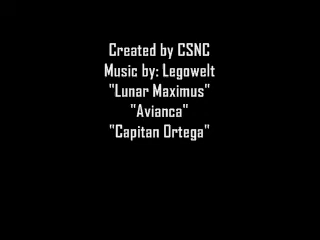 Created by CSNC
Music by: Legowelt
"Lunar Maximus"
"Avianca"
"Capitan Ortega"